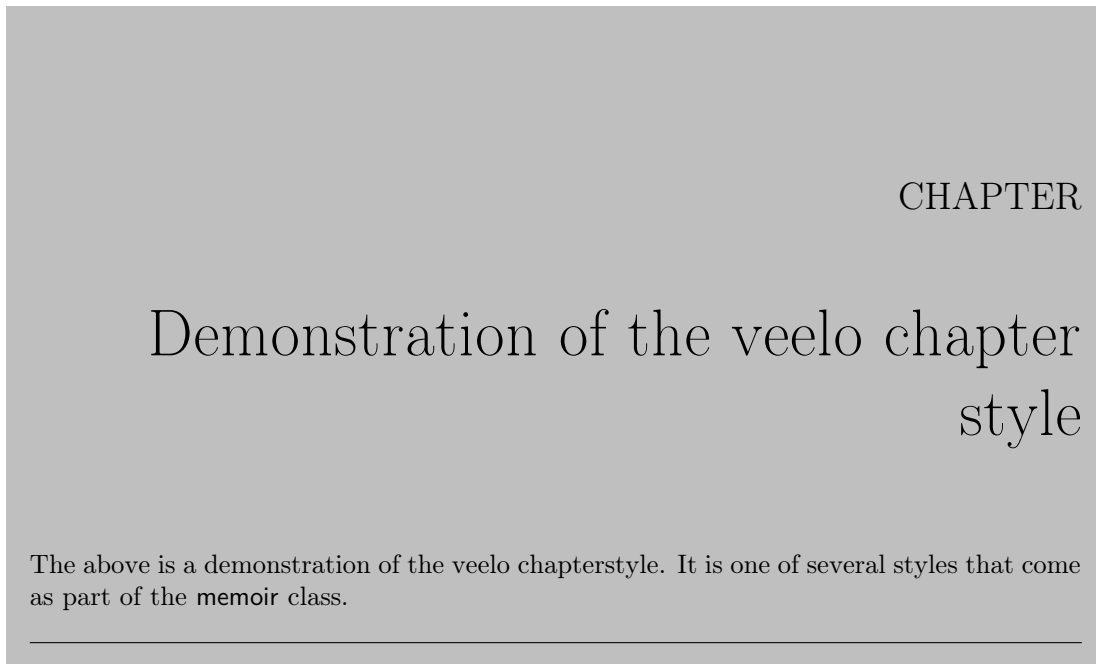 CHAPTER
Demonstration of the veelo chapter
style
The above is a demonstration of the veelo chapterstyle. It is one of several styles that come
as part of the memoir class.